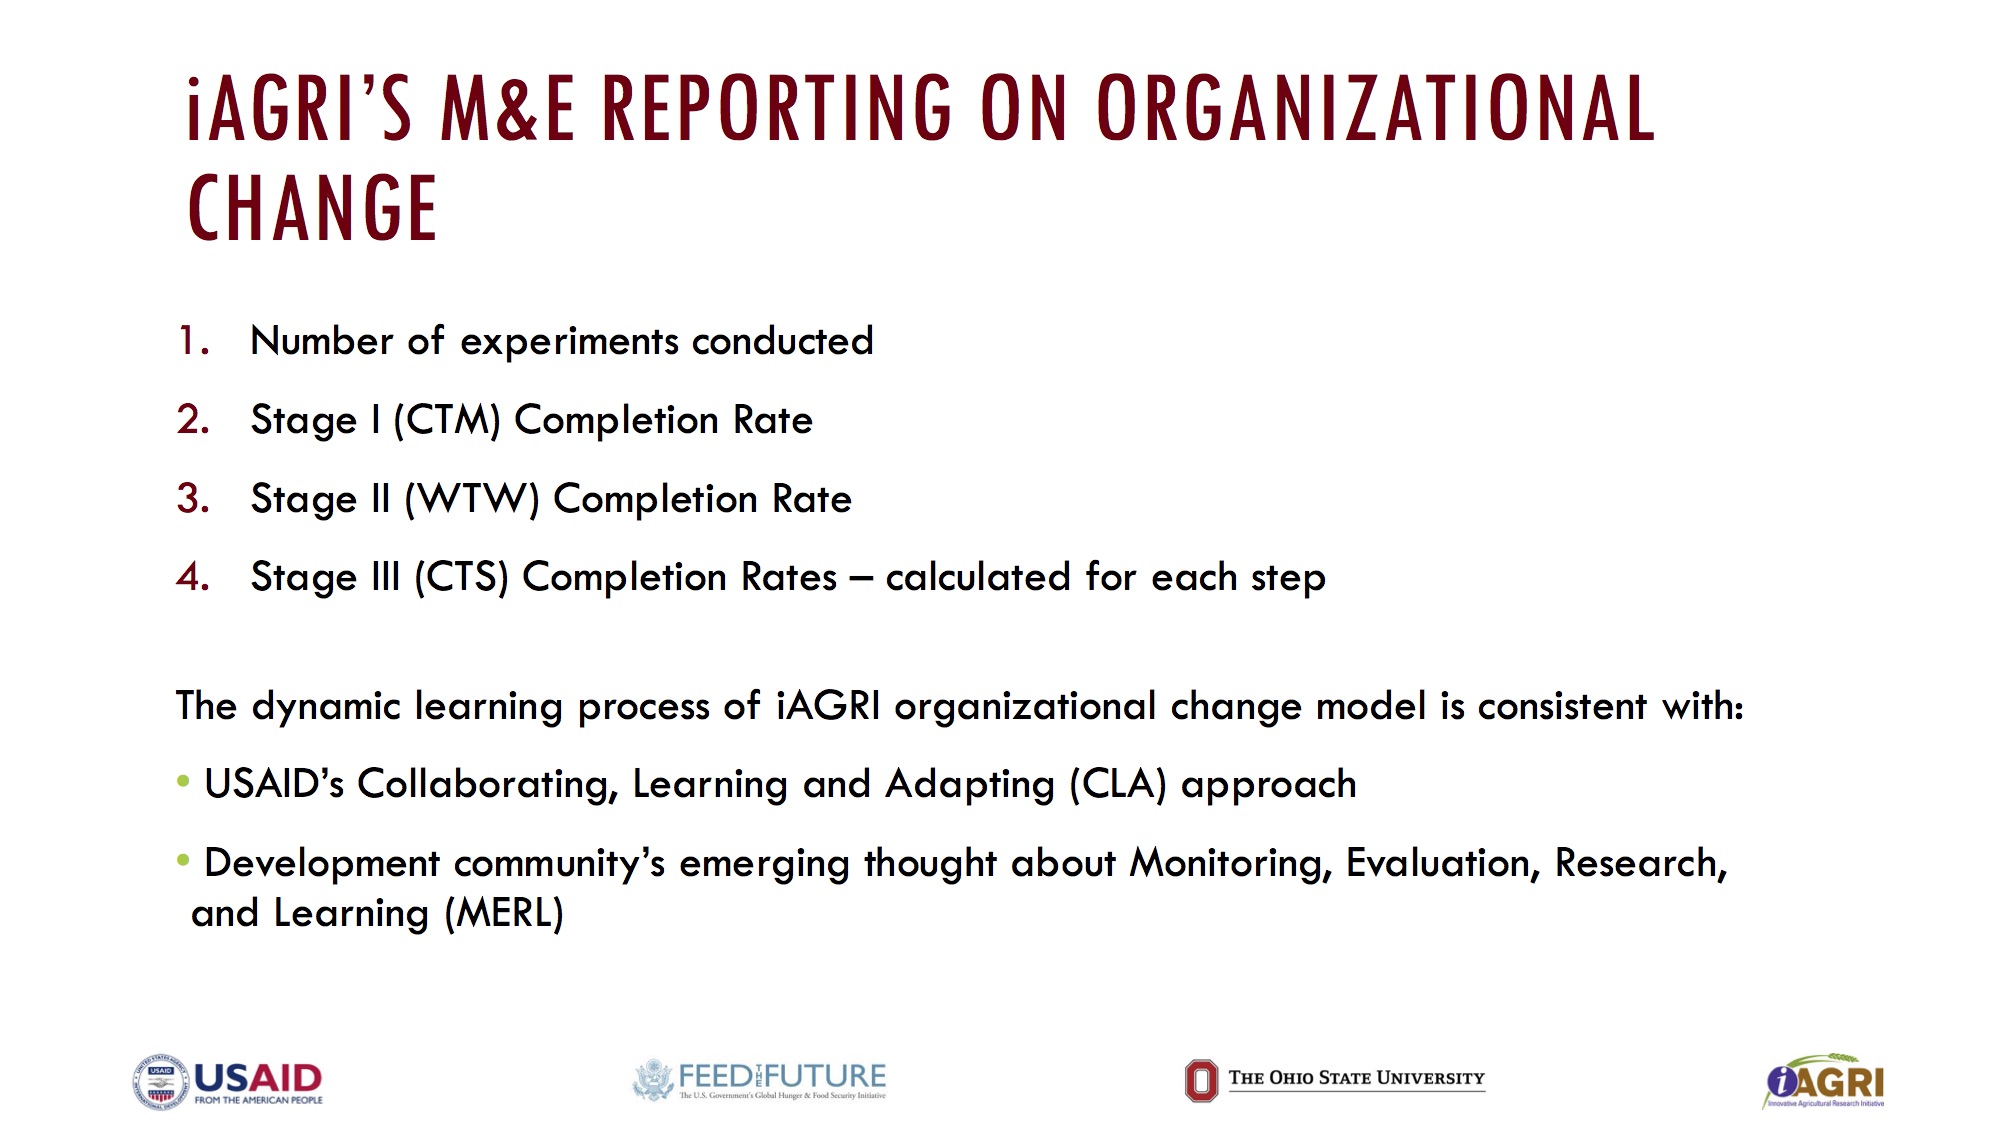 iAGRI’S M&E REPORTING ON ORGANIZATIONAL
CHANGE
1. Number of experiments conducted
2. Stage I (CTM) Completion Rate
3. Stage II (WTW) Completion Rate
4. Stage III (CTS) Completion Rates – calculated for each step
The dynamic learning process of iAGRI organizational change model is consistent with:
• USAID’s Collaborating, Learning and Adapting (CLA) approach
• Development community’s emerging thought about Monitoring, Evaluation, Research,
and Learning (MERL)
USAID
USAID
FROM THE AMERICAN PEOPLE
FEED THE FUTURE
The U.S. Government's Global Hunger & Food Security Initiative
THE OHIO STATE UNIVERSITY
iAGRI
Innovative Agricultural Research Initiative